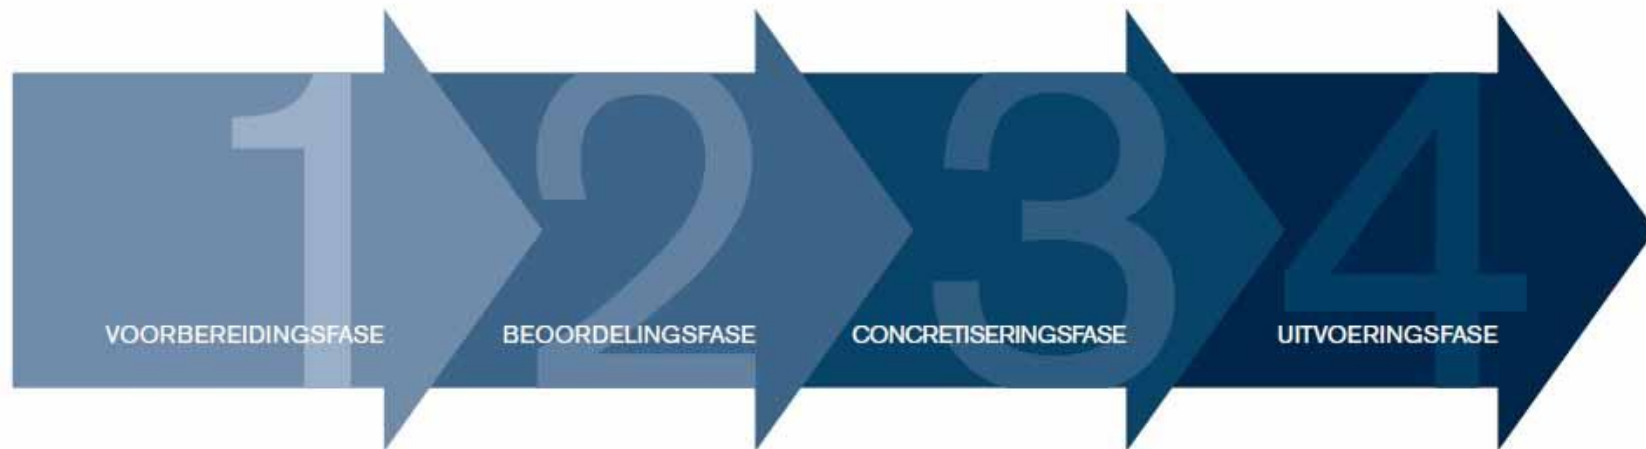 1
VOORBEREIDINGSFASE
2
BEOORDELINGSFASE
3
CONCRETISERINGSFASE
4
UITVOERINGSFASE